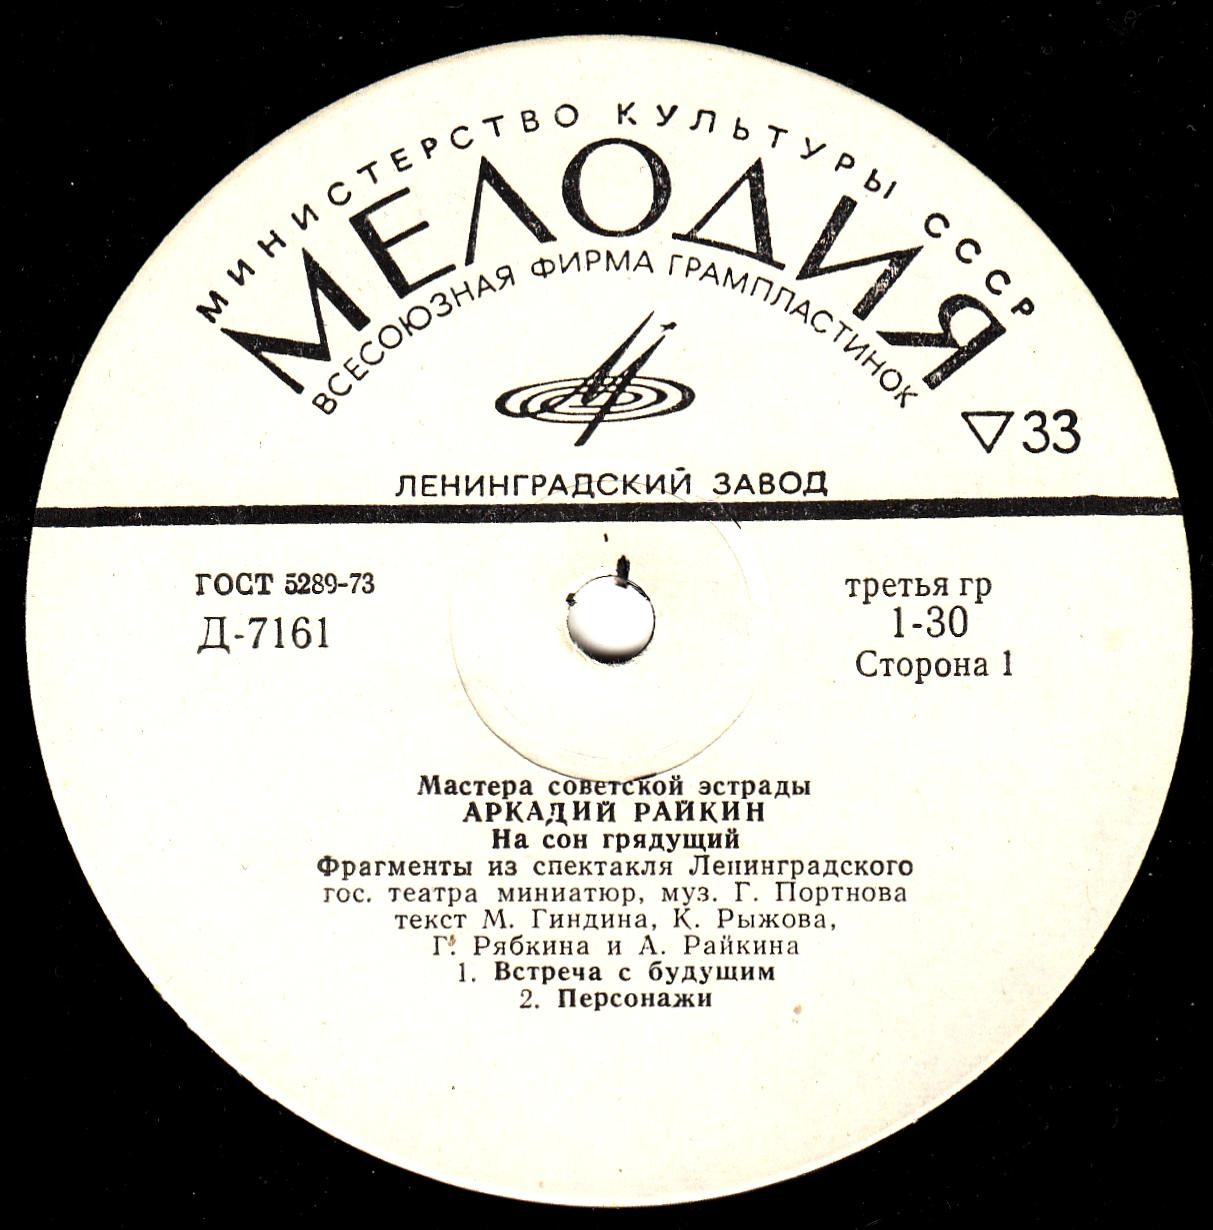 МИНИСТЕРСТВО КУЛЬТУРЫ СССР
МЕЛОДИЯ
ВСЕСОЮЗНАЯ ФИРМА ГРАМПЛАСТИНОК
▽33
ЛЕНИНГРАДСКИЙ ЗАВОД
ГОСТ 5289-73
Д-7161
третья гр
1-30
Сторона 1
Мастера советской эстрады
АРКАДИЙ РАЙКИН
На сон грядущий
Фрагменты из спектакля Ленинградского
гос. театра миниатюр, муз. Г. Портнова
текст М. Гиндина, К. Рыжова,
Г. Рябкина и А. Райкина
1. Встреча с будущим
2. Персонажи